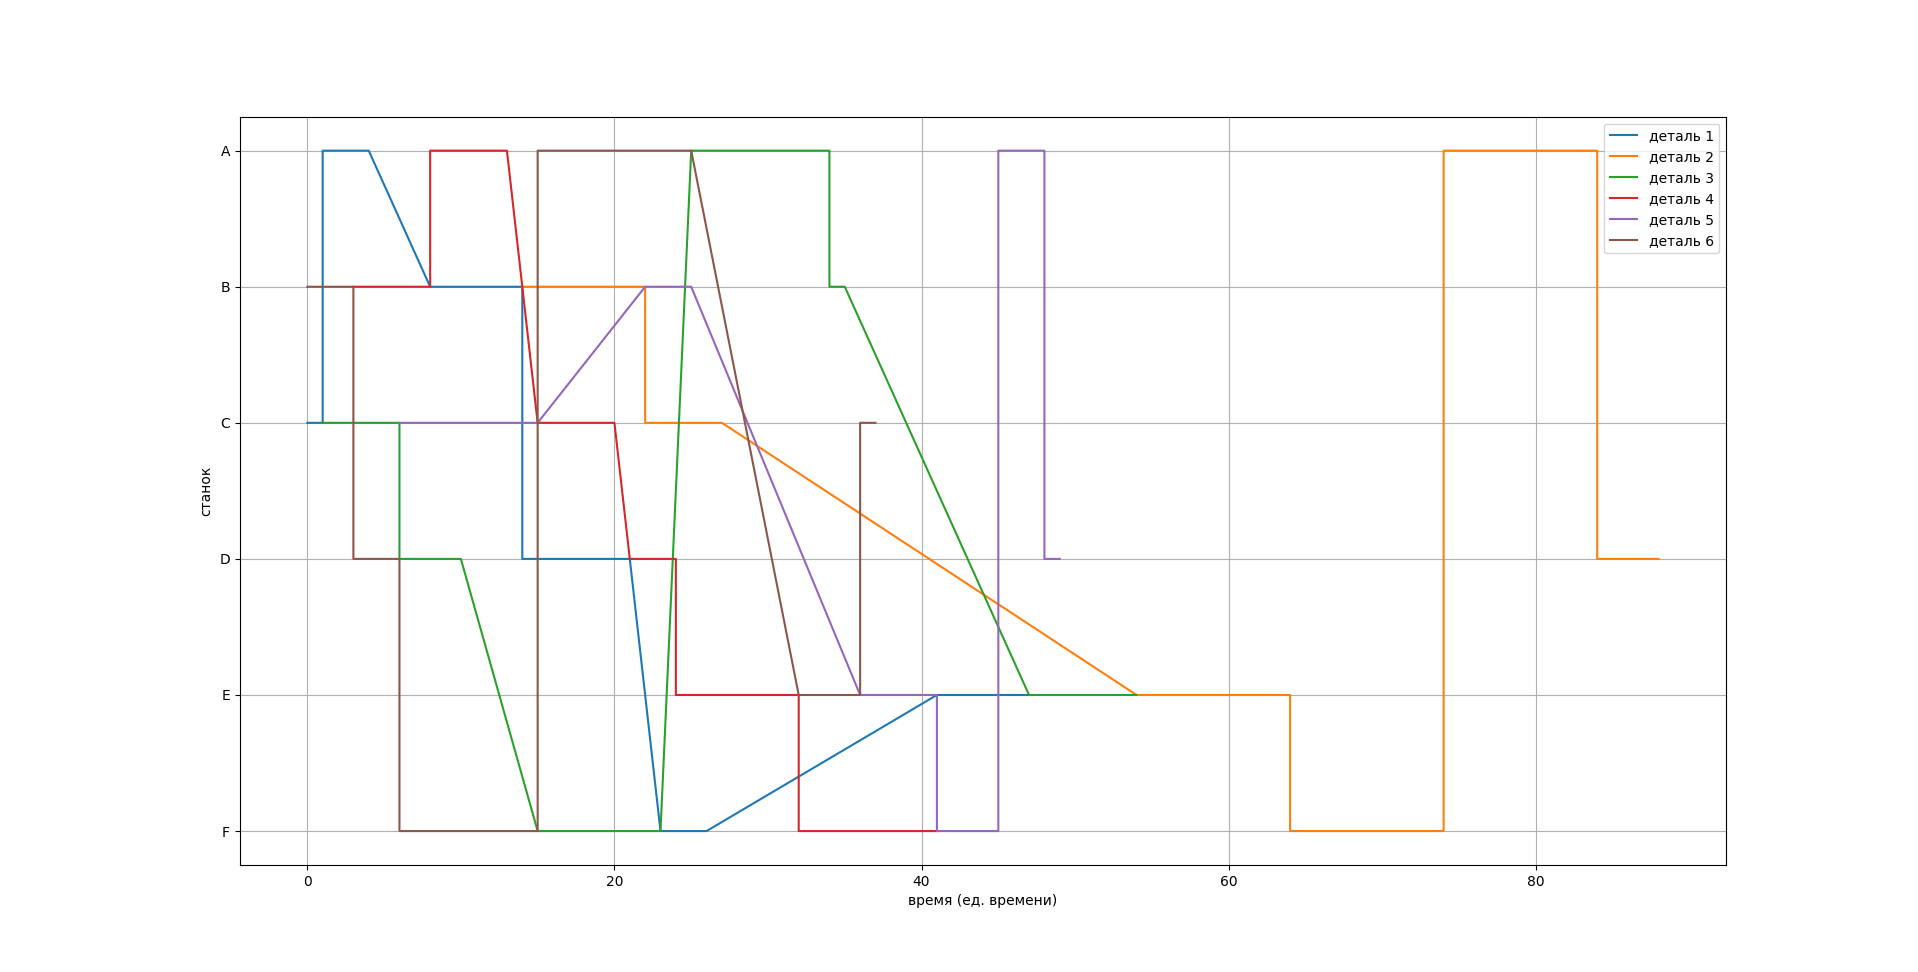 деталь 1
деталь 2
деталь 3
деталь 4
деталь 5
деталь 6
A
B
C
D
E
F
станок
0 20 40 60 80
время (ед. времени)